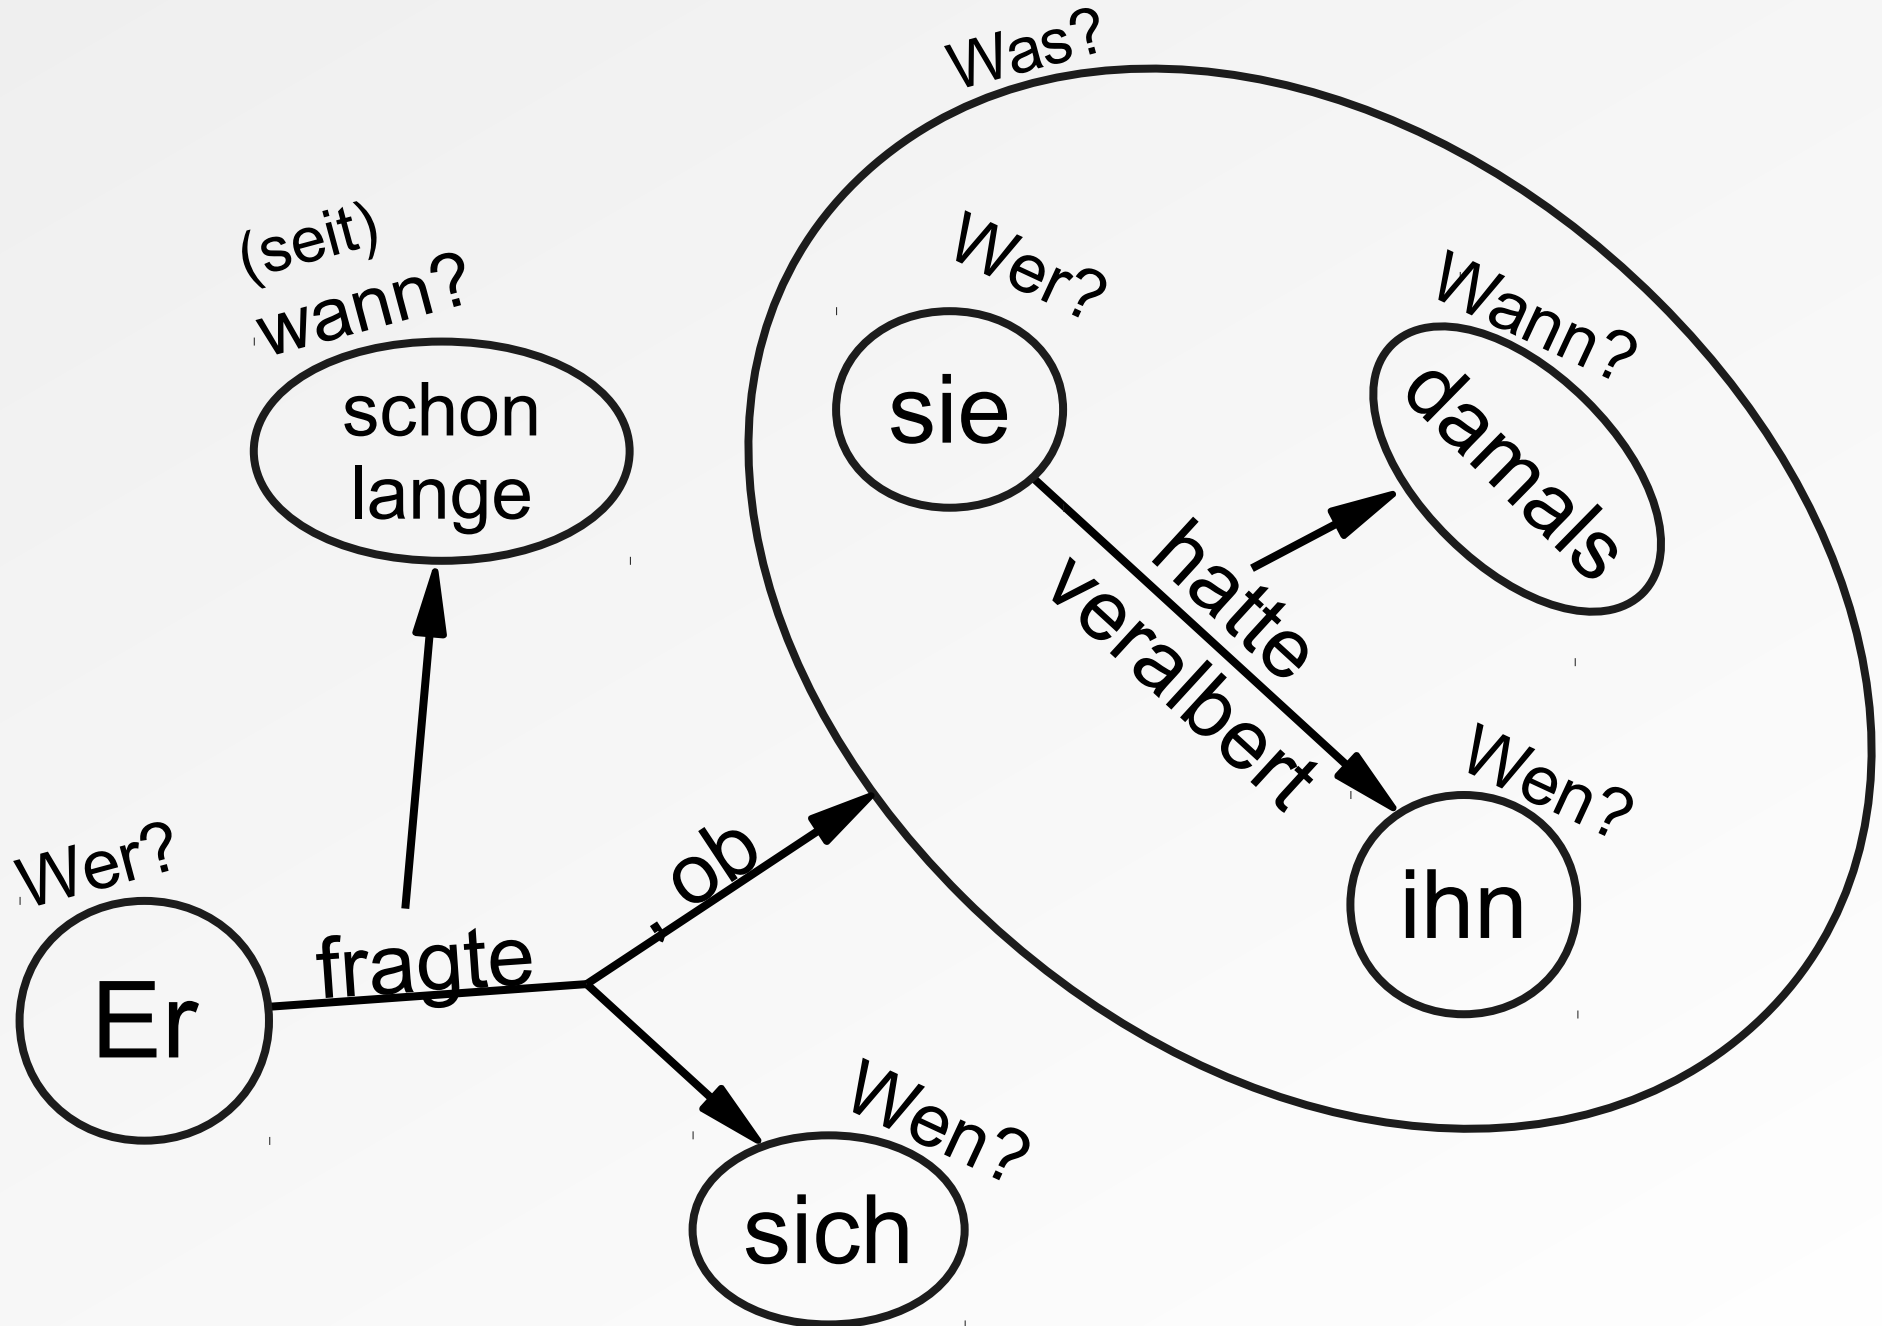 Was?
(seit)
wann?
schon
lange
Wer?
sie
Wann?
damals
hatte
veralbert
Wen?
ihn
Wer?
Er
fragte
, ob
Wen?
sich